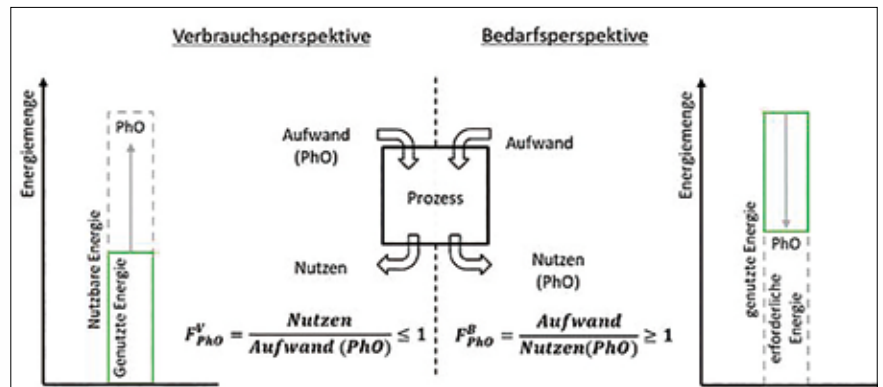 Verbrauchsperspektive
Bedarfsperspektive
Energiemenge
PhO
Nutzbare Energie
Genutzte Energie
Aufwand
(PhO)
Aufwand
Prozess
Nutzen
Nutzen
(PhO)
F^V_PhO = Nutzen / Aufwand (PhO) ≤ 1
F^B_PhO = Aufwand / Nutzen(PhO) ≥ 1
Energiemenge
PhO
genutzte Energie
erforderliche
Energie